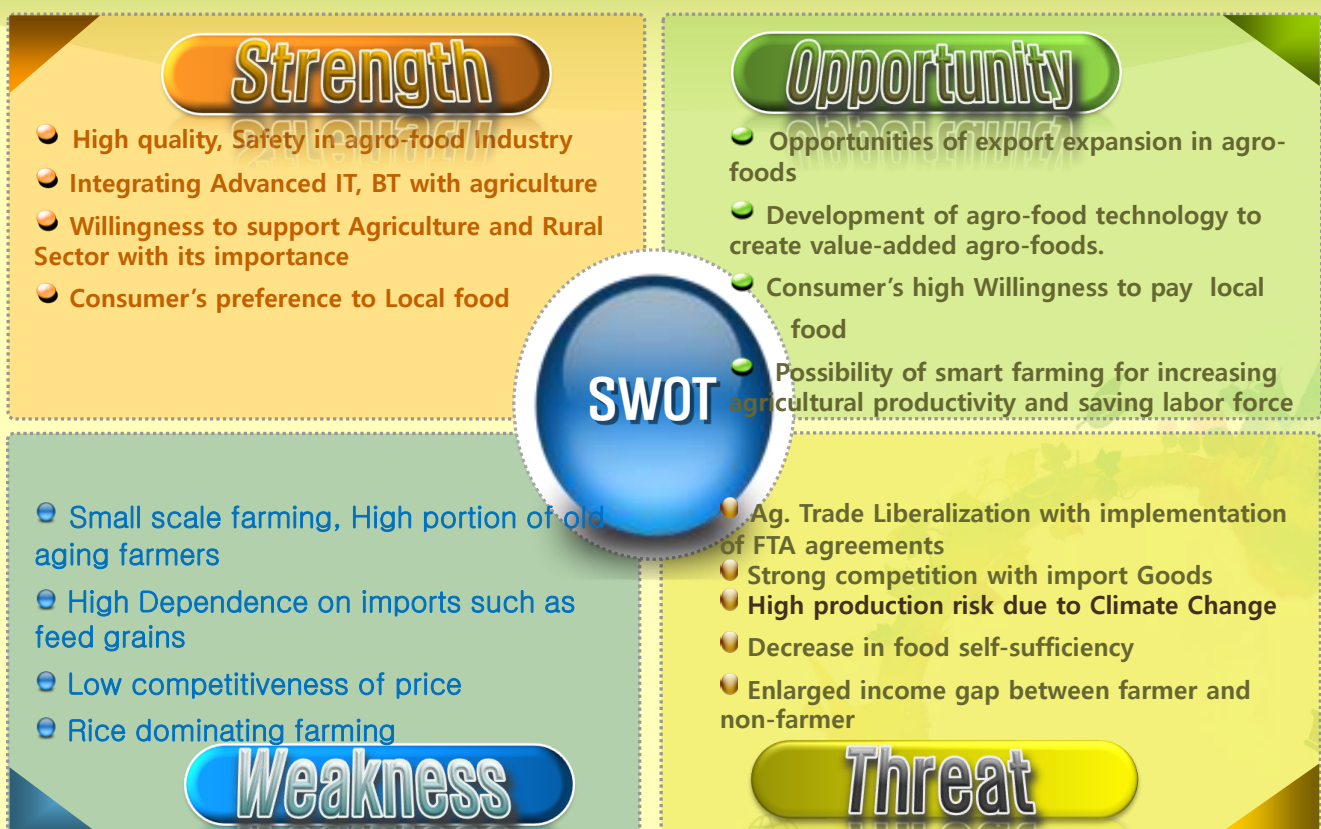 Strength
High quality, Safety in agro-food Industry
Integrating Advanced IT, BT with agriculture
Willingness to support Agriculture and Rural
Sector with its importance
Consumer's preference to Local food
Opportunity
Opportunities of export expansion in agro-
foods
Development of agro-food technology to
create value-added agro-foods.
Consumer's high Willingness to pay local
food
Possibility of smart farming for increasing
agricultural productivity and saving labor force
SWOT
Small scale farming, High portion of old
aging farmers
High Dependence on imports such as
feed grains
Low competitiveness of price
Rice dominating farming
Weakness
Ag. Trade Liberalization with implementation
of FTA agreements
Strong competition with import Goods
High production risk due to Climate Change
Decrease in food self-sufficiency
Enlarged income gap between farmer and
non-farmer
Threat